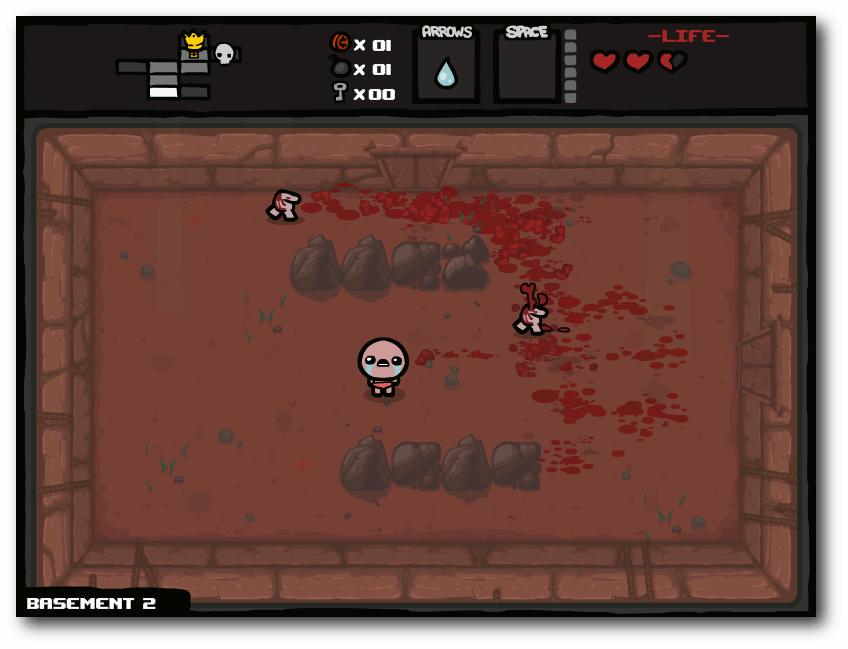 ARROWS
SPACE
-LIFE-
X 01
X 01
X 00
BASEMENT 2